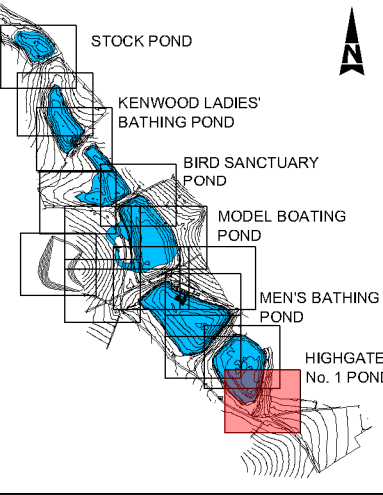 N
STOCK POND
KENWOOD LADIES'
BATHING POND
BIRD SANCTUARY
POND
MODEL BOATING
POND
MEN'S BATHING
POND
HIGHGATE
No. 1 POND